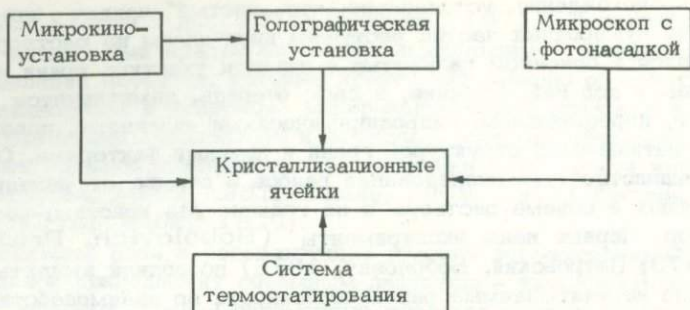 Микрокино-
установка
Голографическая
установка
Микроскоп с
фотонасадкой
Кристаллизационные
ячейки
Система
термостатирования